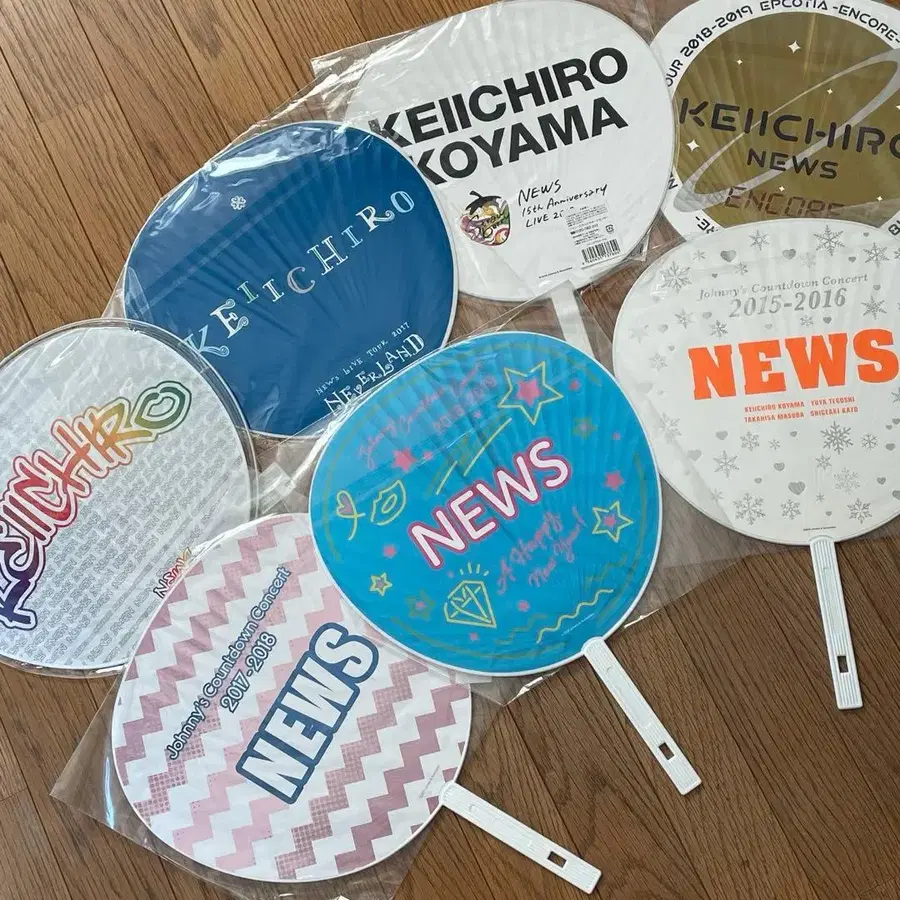 KEIICHIRO
KOYAMA
NEWS
15th Anniversary
LIVE
TOUR 2018-2019 EPCOTIA -ENCORE-
KEIICHIRO
NEWS
ENCORE
KEIICHIRO
NEWS LIVE TOUR 2017
NEVERLAND
Johnny's Countdown Concert
2015-2016
NEWS
KEIICHIRO KOYAMA YUYA TEGOSHI
TAKAHISA MASUDA SHIGEAKI KATO
KEIICHIRO
NEWS
A Happy
New Year!
Johnny's Countdown Concert
2017-2018
NEWS